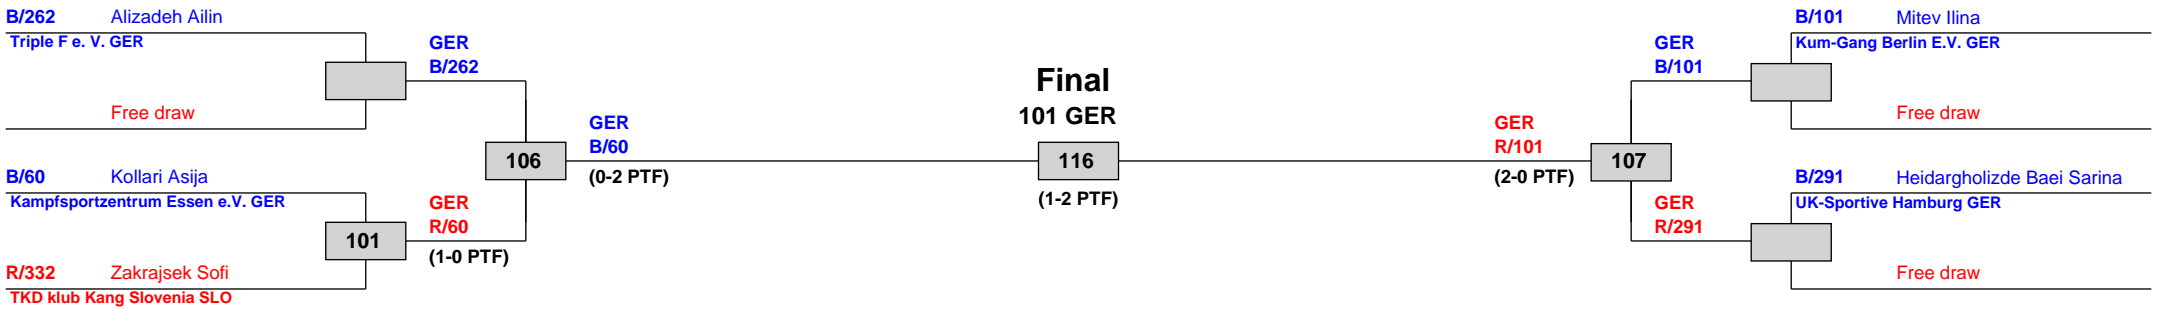 B/262 Alizadeh Ailin
Triple F e. V. GER
Free draw
GER
B/262
B/60 Kollari Asija
Kampfsportzentrum Essen e.V. GER
101
R/332 Zakrajsek Sofi
TKD klub Kang Slovenia SLO
GER
R/60
(1-0 PTF)
106
GER
B/60
(0-2 PTF)
Final
101 GER
116
(1-2 PTF)
GER
R/101
(2-0 PTF)
107
GER
B/101
GER
R/291
B/101 Mitev Ilina
Kum-Gang Berlin E.V. GER
Free draw
B/291 Heidargholizde Baei Sarina
UK-Sportive Hamburg GER
Free draw